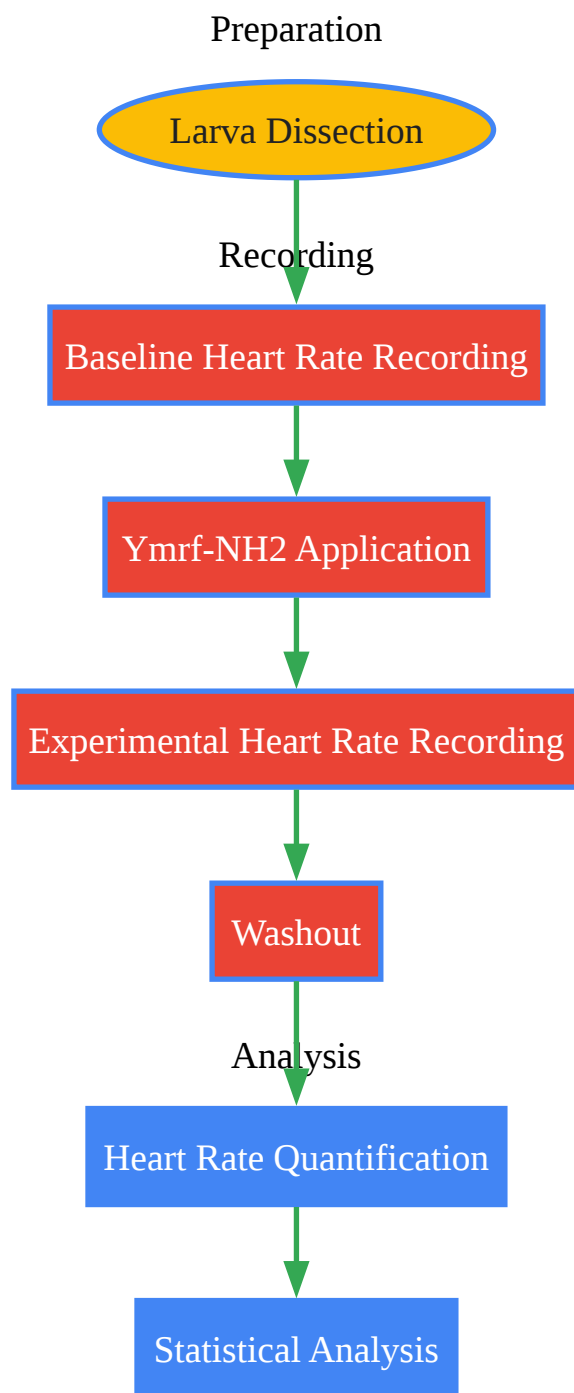 Preparation
Larva Dissection
Recording
Baseline Heart Rate Recording
Ymrf-NH2 Application
Experimental Heart Rate Recording
Washout
Analysis
Heart Rate Quantification
Statistical Analysis